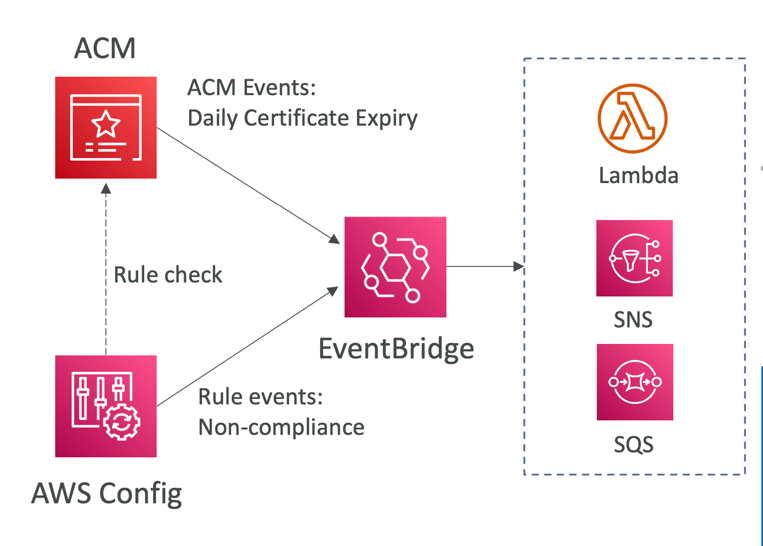 ACM
ACM Events:
Daily Certificate Expiry
Lambda
Rule check
SNS
EventBridge
Rule events:
Non-compliance
SQS
AWS Config